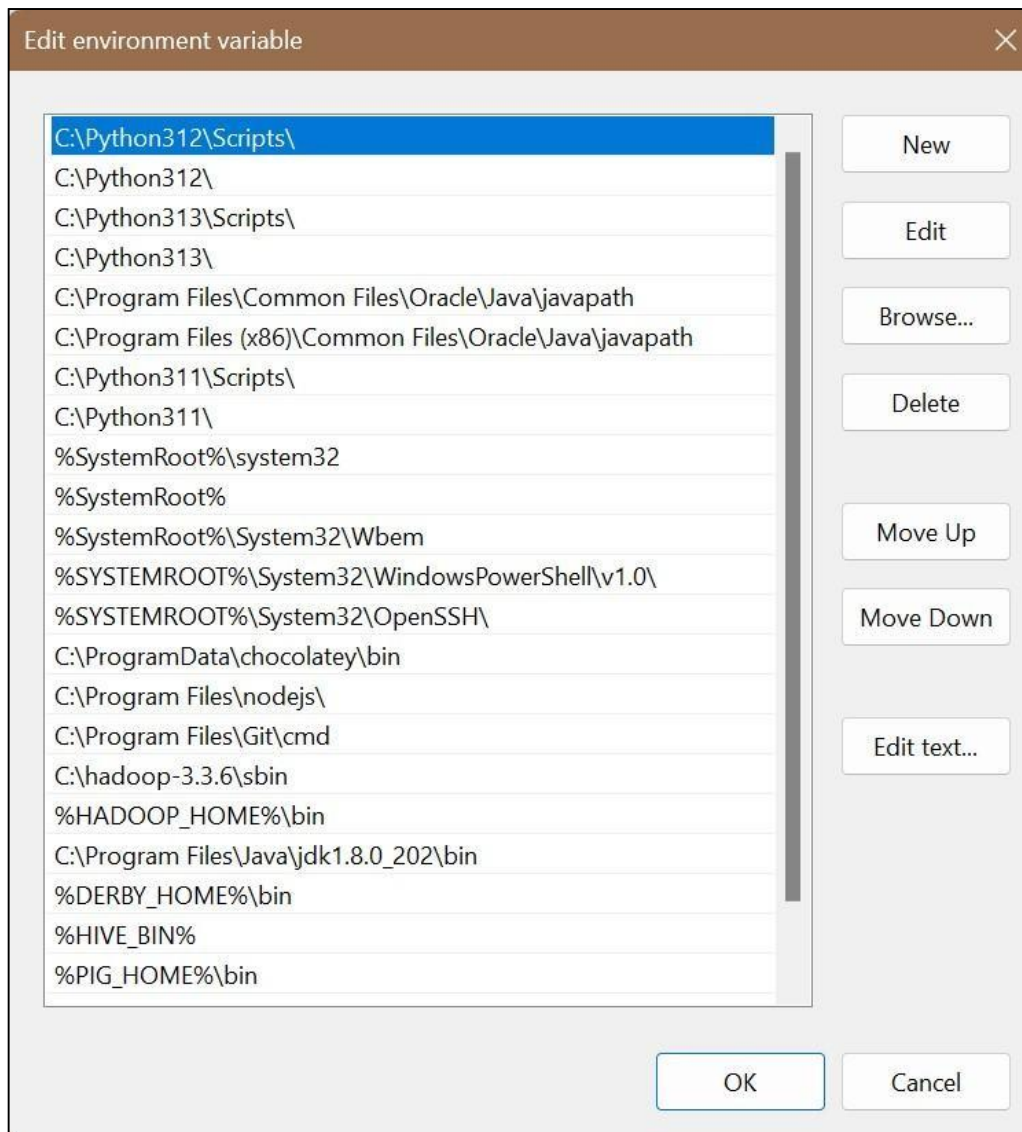 Edit environment variable
C:\Python312\Scripts\
C:\Python312\
C:\Python313\Scripts\
C:\Python313\
C:\Program Files\Common Files\Oracle\Java\javapath
C:\Program Files (x86)\Common Files\Oracle\Java\javapath
C:\Python311\Scripts\
C:\Python311\
%SystemRoot%\system32
%SystemRoot%
%SystemRoot%\System32\Wbem
%SYSTEMROOT%\System32\WindowsPowerShell\v1.0\
%SYSTEMROOT%\System32\OpenSSH\
C:\ProgramData\chocolatey\bin
C:\Program Files\nodejs\
C:\Program Files\Git\cmd
C:\hadoop-3.3.6\sbin
%HADOOP_HOME%\bin
C:\Program Files\Java\jdk1.8.0_202\bin
%DERBY_HOME%\bin
%HIVE_BIN%
%PIG_HOME%\bin
New
Edit
Browse...
Delete
Move Up
Move Down
Edit text...
OK
Cancel